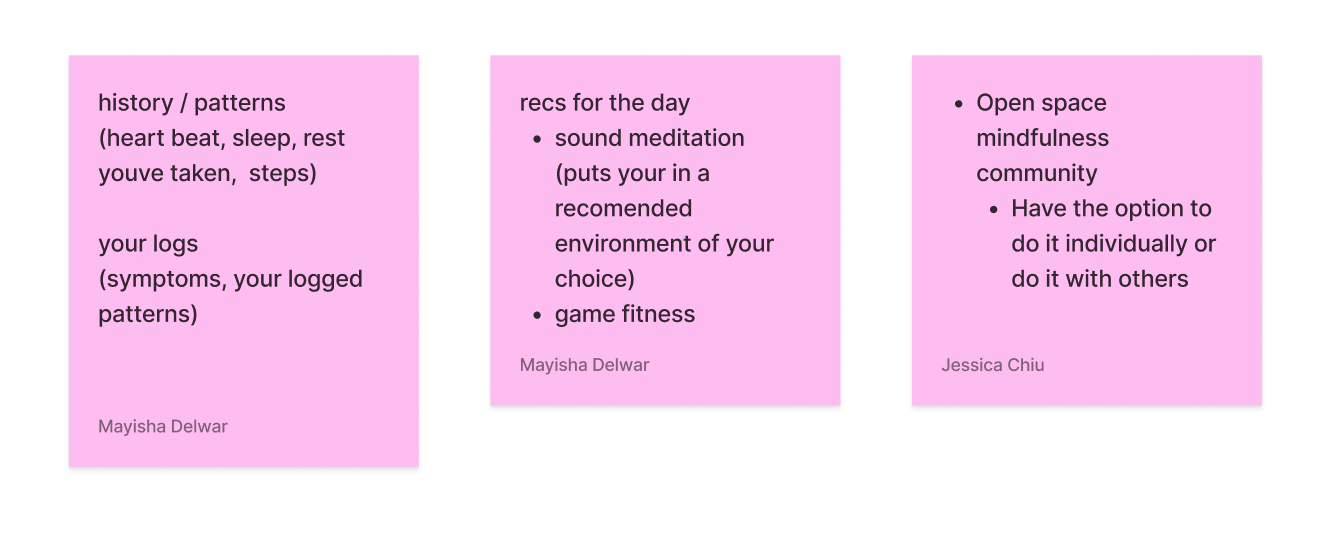 history / patterns
(heart beat, sleep, rest
youve taken,  steps)
your logs
(symptoms, your logged
patterns)
Mayisha Delwar
recs for the day
• sound meditation
(puts your in a
recomended
environment of your
choice)
• game fitness
Mayisha Delwar
• Open space
mindfulness
community
• Have the option to
do it individually or
do it with others
Jessica Chiu